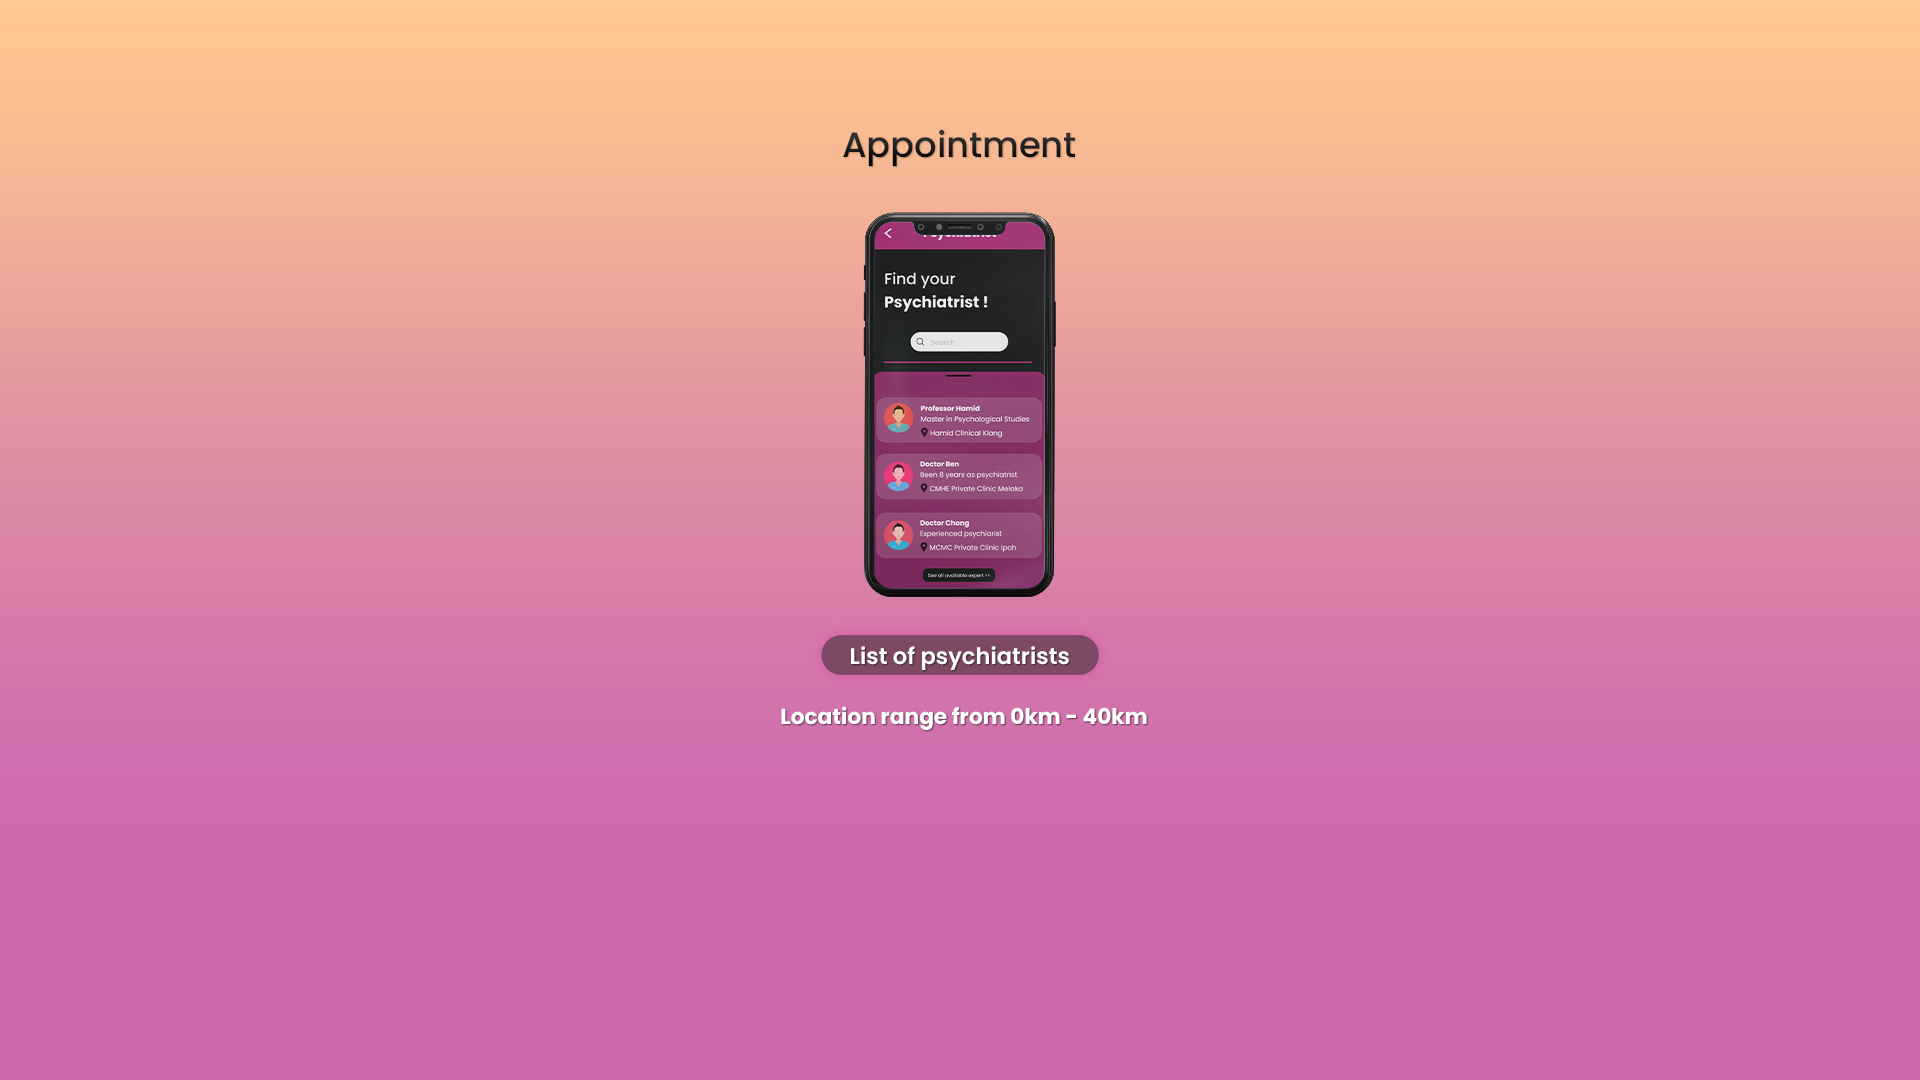 Appointment
Find your
Psychiatrist !
Search
Professor Hamid
Master in Psychological Studies
Hamid Clinical Klang
Doctor Ben
Been 8 years as psychiatrist
CMHE Private Clinic Melaka
Doctor Chong
Experienced psychiarist
MCMC Private Clinic Ipoh
See all available expert >>
List of psychiatrists
Location range from 0km - 40km